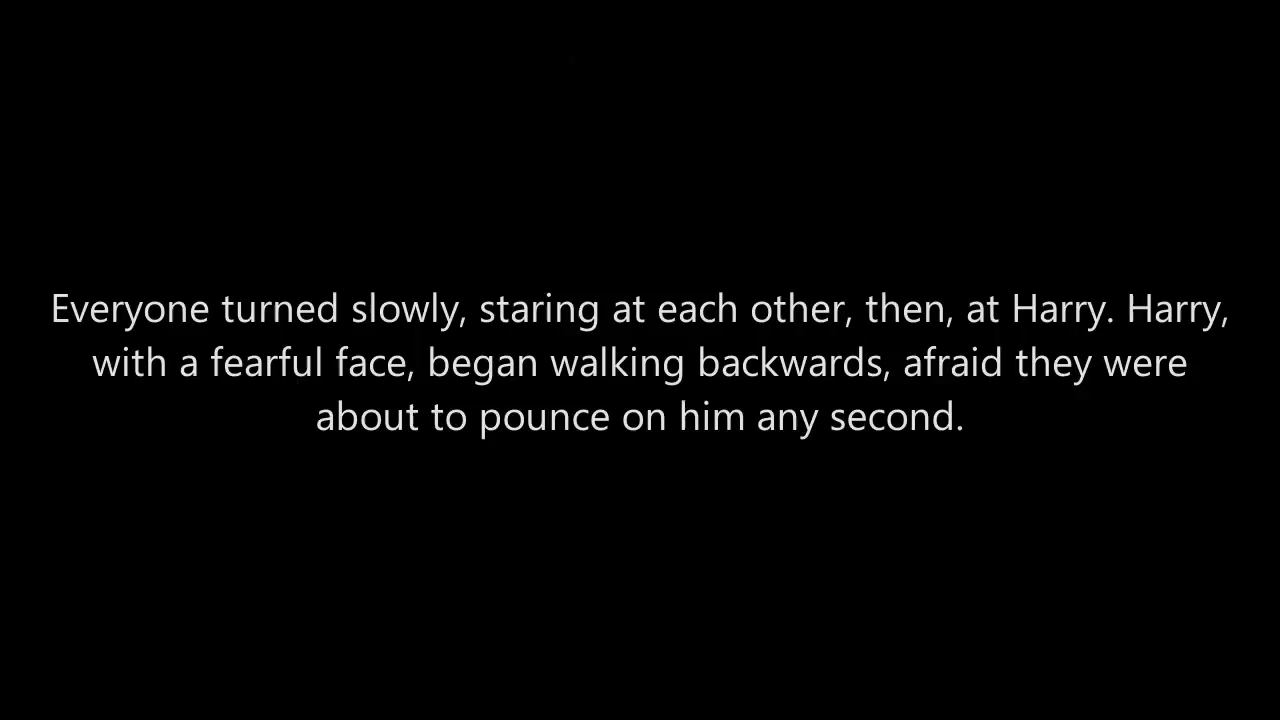 Everyone turned slowly, staring at each other, then, at Harry. Harry,
with a fearful face, began walking backwards, afraid they were
about to pounce on him any second.